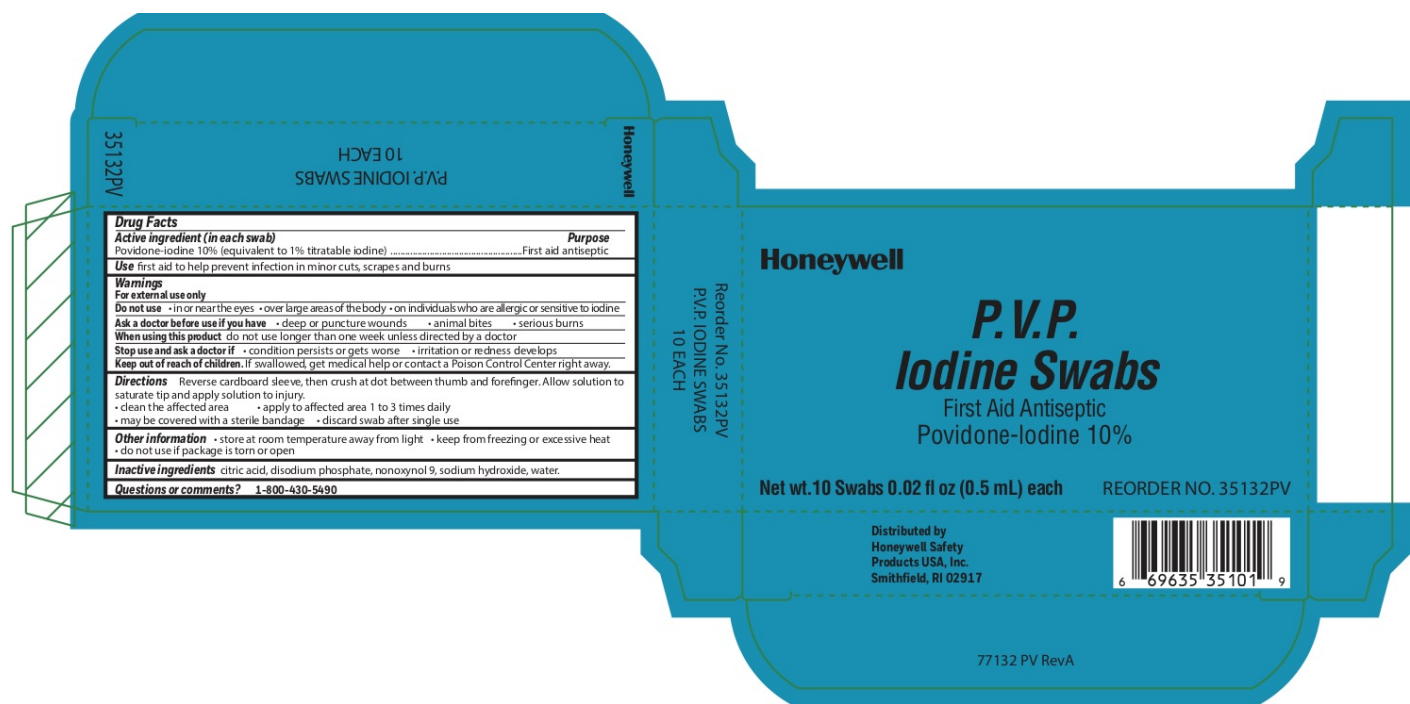 35132PV
P.V.P. IODINE SWABS
10 EACH
Honeywell
Drug Facts
Active ingredient (in each swab) Purpose
Povidone-iodine 10% (equivalent to 1% titratable iodine) ..................................................First aid antiseptic
Use first aid to help prevent infection in minor cuts, scrapes and burns
Warnings
For external use only
Do not use • in or near the eyes • over large areas of the body • on individuals who are allergic or sensitive to iodine
Ask a doctor before use if you have • deep or puncture wounds • animal bites • serious burns
When using this product do not use longer than one week unless directed by a doctor
Stop use and ask a doctor if • condition persists or gets worse • irritation or redness develops
Keep out of reach of children. If swallowed, get medical help or contact a Poison Control Center right away.
Directions Reverse cardboard sleeve, then crush at dot between thumb and forefinger. Allow solution to
saturate tip and apply solution to injury.
• clean the affected area • apply to affected area 1 to 3 times daily
• may be covered with a sterile bandage • discard swab after single use
Other information • store at room temperature away from light • keep from freezing or excessive heat
• do not use if package is torn or open
Inactive ingredients citric acid, disodium phosphate, nonoxynol 9, sodium hydroxide, water.
Questions or comments? 1-800-430-5490
Reorder No. 35132PV
P.V.P. IODINE SWABS
10 EACH
Honeywell
P.V.P.
Iodine Swabs
First Aid Antiseptic
Povidone-Iodine 10%
Net wt.10 Swabs 0.02 fl oz (0.5 mL) each REORDER NO. 35132PV
Distributed by
Honeywell Safety
Products USA, Inc.
Smithfield, RI 02917
6 69635 35101 9
77132 PV RevA